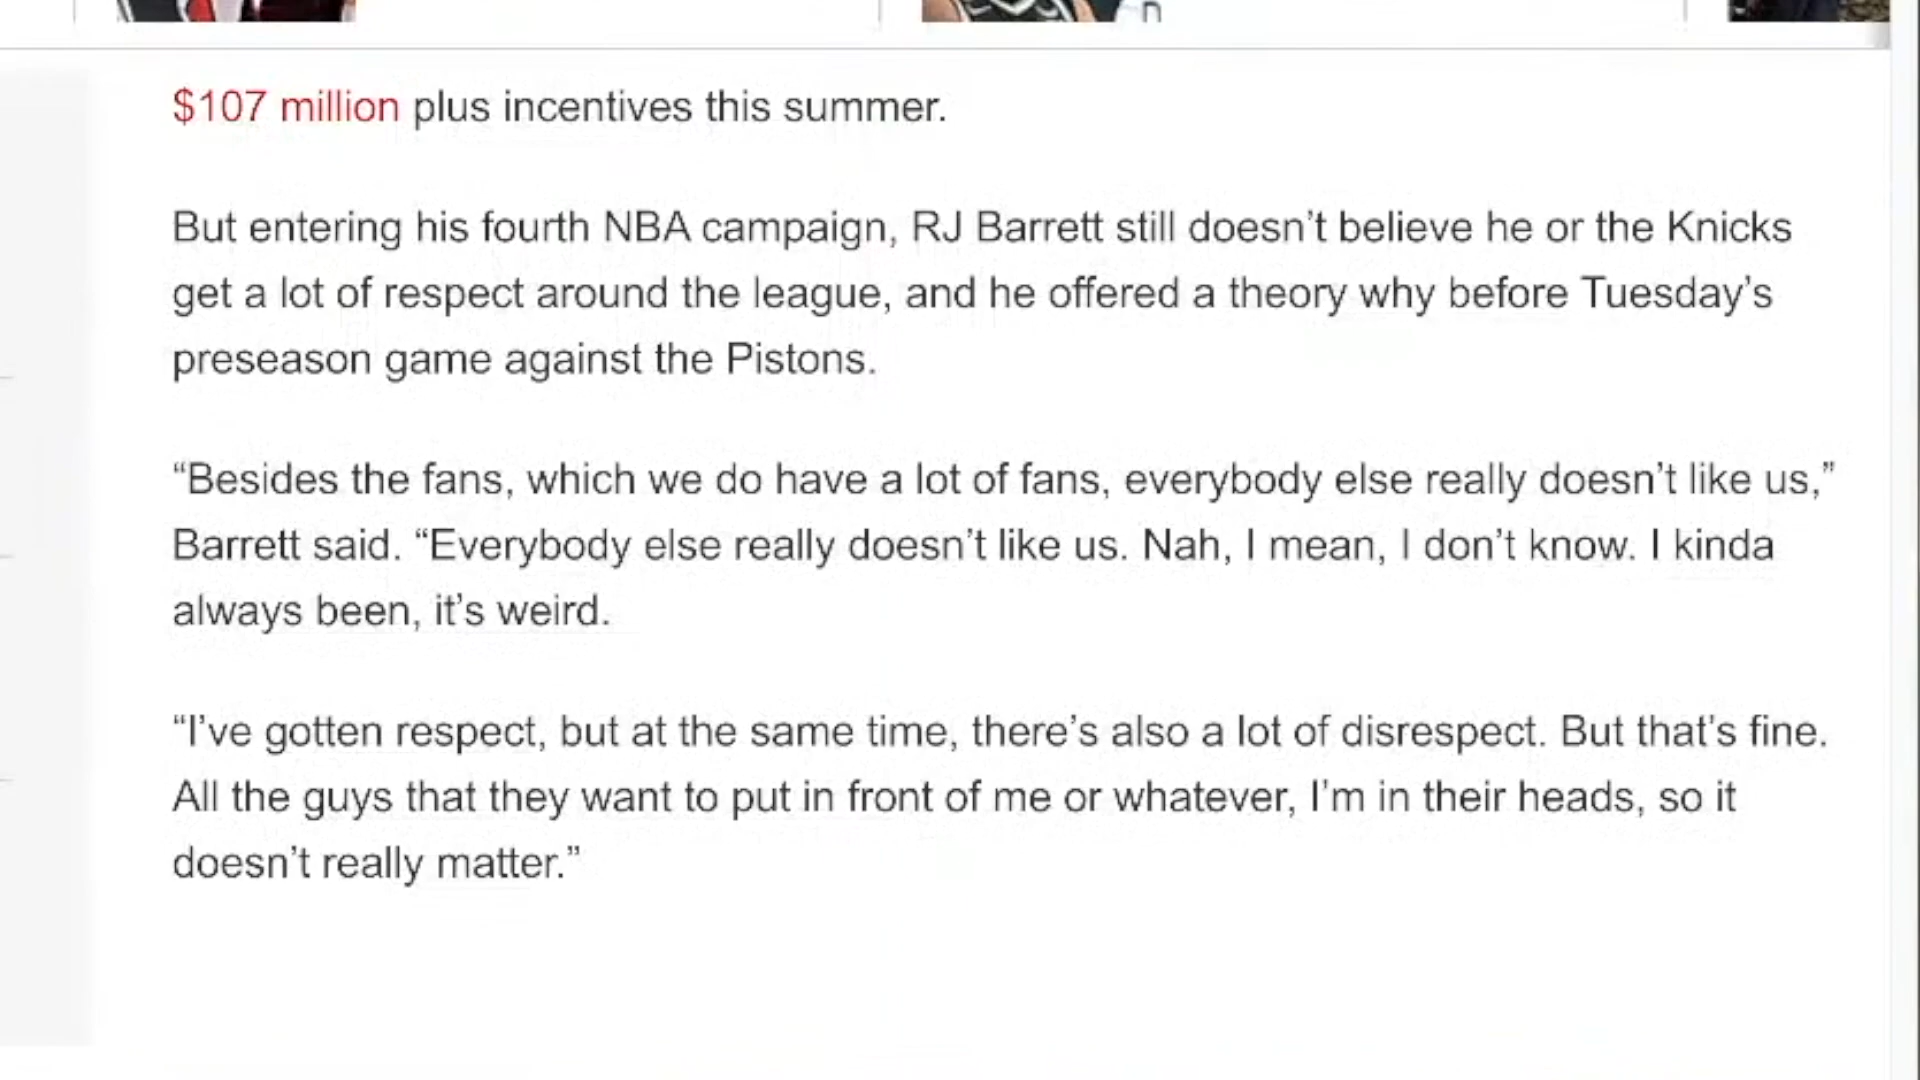 $107 million plus incentives this summer.
But entering his fourth NBA campaign, RJ Barrett still doesn’t believe he or the Knicks
get a lot of respect around the league, and he offered a theory why before Tuesday’s
preseason game against the Pistons.
“Besides the fans, which we do have a lot of fans, everybody else really doesn’t like us,”
Barrett said. “Everybody else really doesn’t like us. Nah, I mean, I don’t know. I kinda
always been, it’s weird.
“I’ve gotten respect, but at the same time, there’s also a lot of disrespect. But that’s fine.
All the guys that they want to put in front of me or whatever, I’m in their heads, so it
doesn’t really matter.”